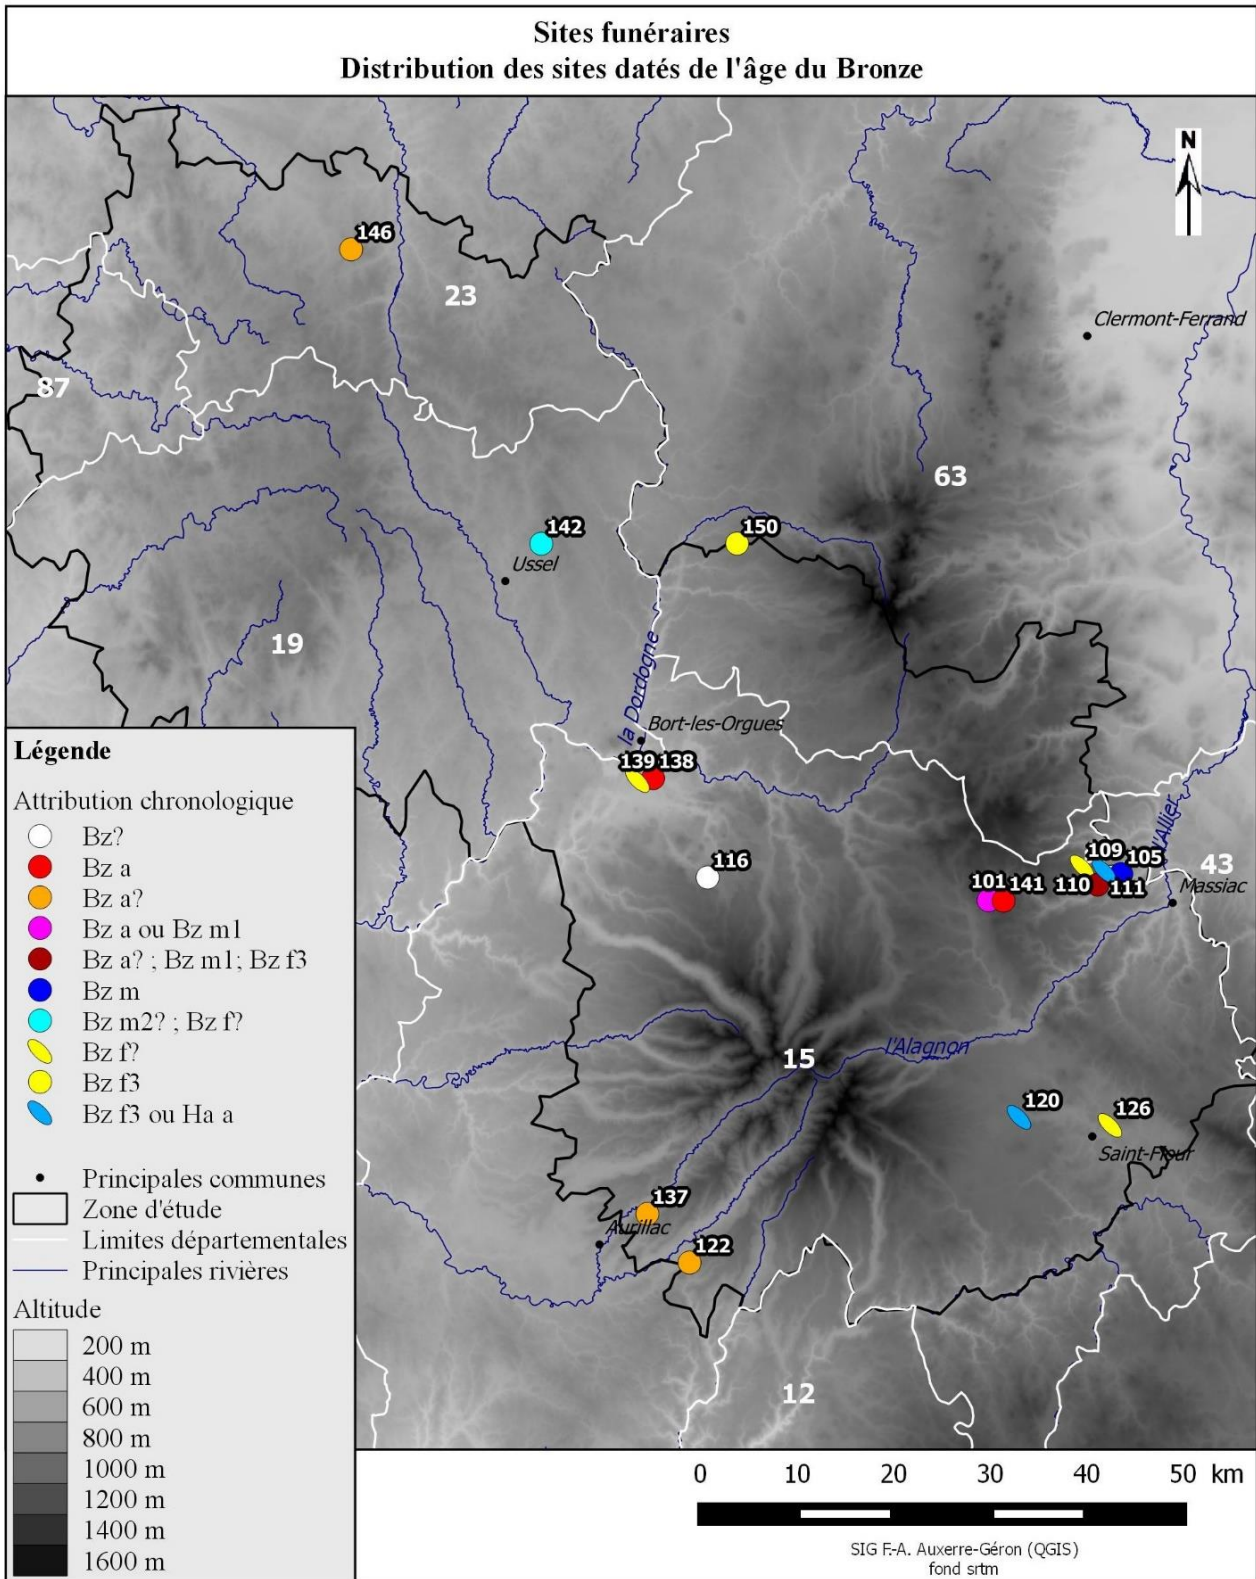 Sites funéraires
Distribution des sites datés de l'âge du Bronze
N
146
23
Clermont-Ferrand
87
63
142
150
Ussel
19
la Dordogne
Bort-les-Orgues
139 138
109 105
l'Allier
43
116
101 141
110 111
Massiac
15
l'Alagnon
120
126
Saint-Flour
137
Aurillac
122
12
Légende
Attribution chronologique
Bz?
Bz a
Bz a?
Bz a ou Bz m1
Bz a? ; Bz m1; Bz f3
Bz m
Bz m2? ; Bz f?
Bz f?
Bz f3
Bz f3 ou Ha a
Principales communes
Zone d'étude
Limites départementales
Principales rivières
Altitude
200 m
400 m
600 m
800 m
1000 m
1200 m
1400 m
1600 m
0 10 20 30 40 50 km
SIG F.-A. Auxerre-Géron (QGIS)
fond srtm